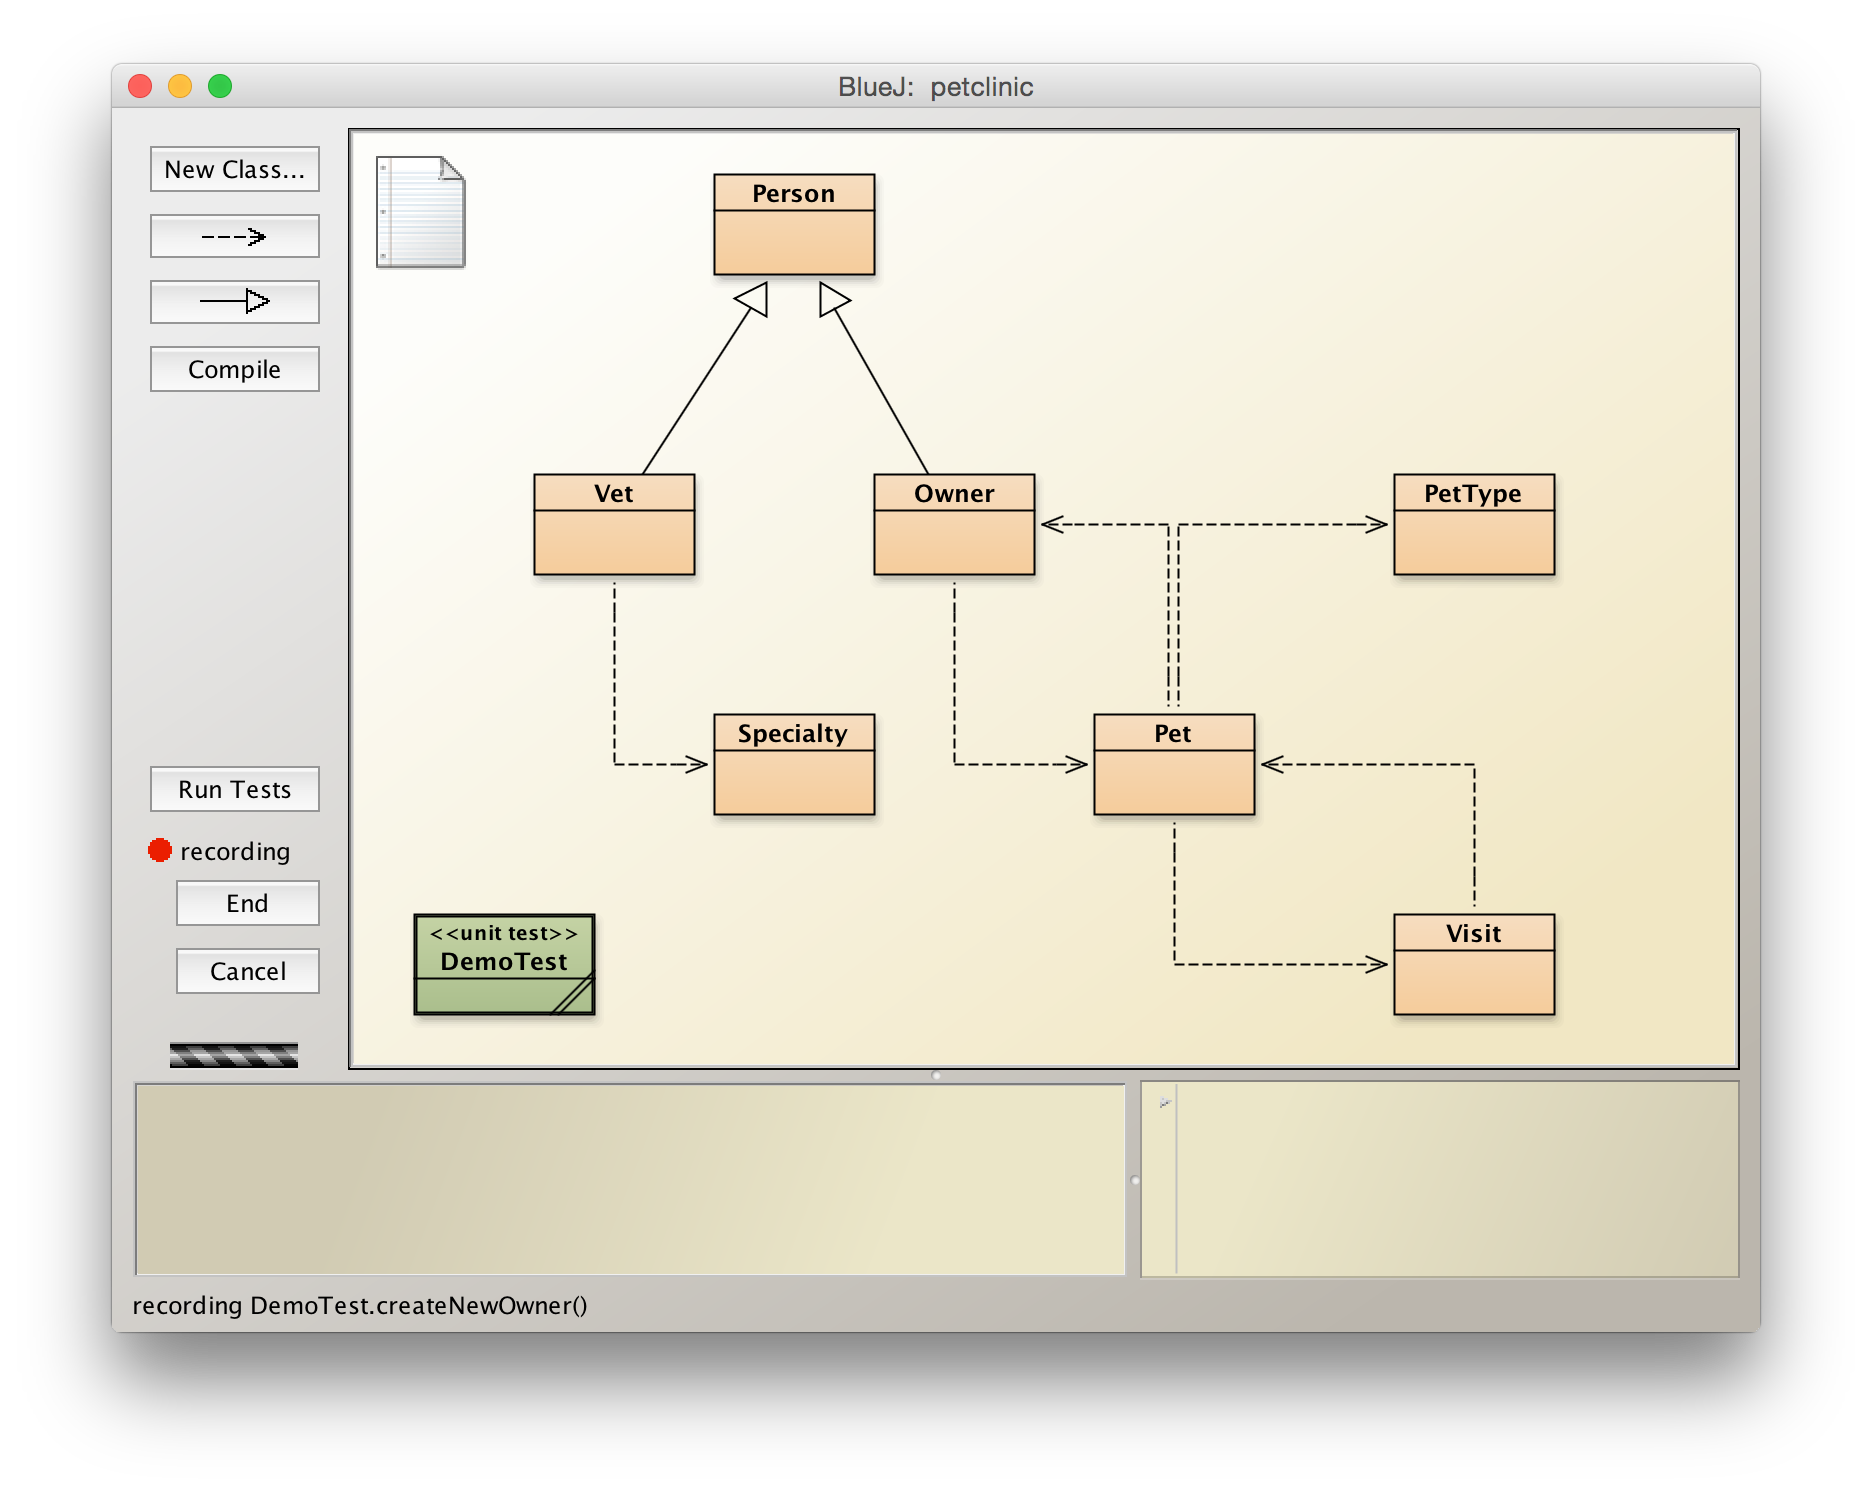 BlueJ:  petclinic
New Class...
Compile
Run Tests
recording
End
Cancel
Person
Vet
Owner
PetType
Specialty
Pet
Visit
<<unit test>>
DemoTest
recording DemoTest.createNewOwner()